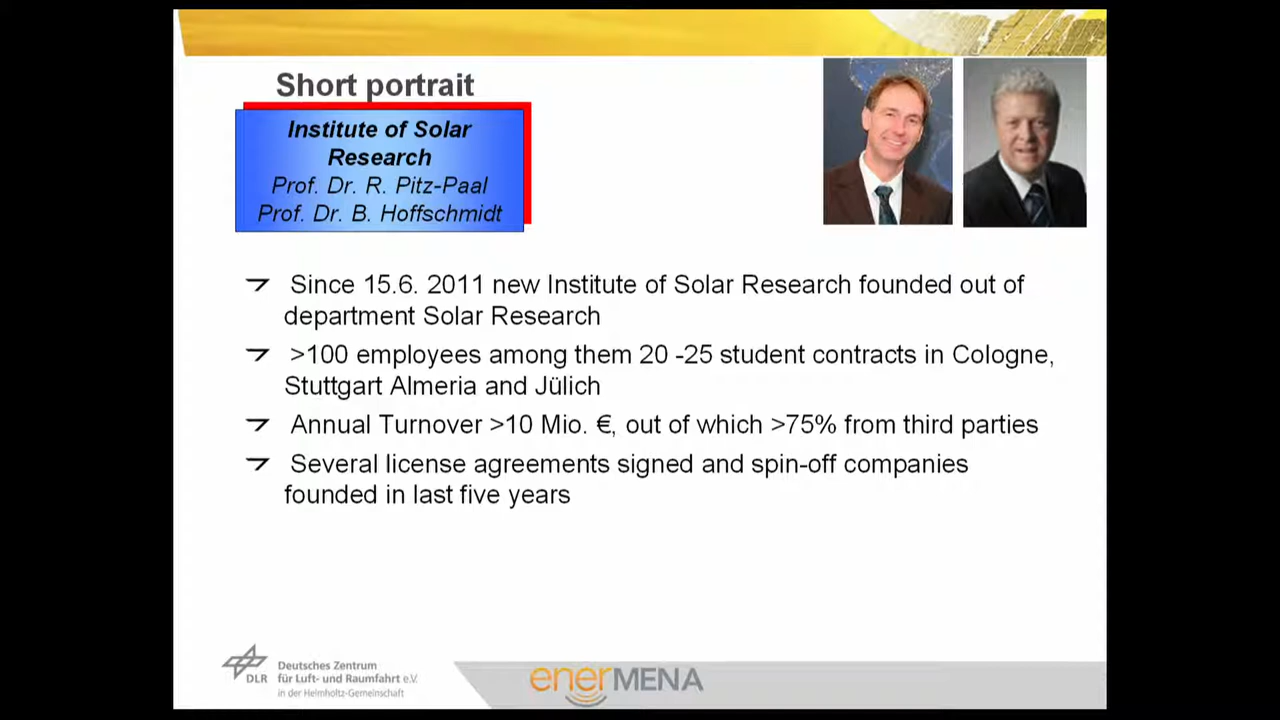 Short portrait
Institute of Solar
Research
Prof. Dr. R. Pitz-Paal
Prof. Dr. B. Hoffschmidt
Since 15.6. 2011 new Institute of Solar Research founded out of
department Solar Research
>100 employees among them 20 -25 student contracts in Cologne,
Stuttgart Almeria and Jülich
Annual Turnover >10 Mio. €, out of which >75% from third parties
Several license agreements signed and spin-off companies
founded in last five years
DLR
Deutsches Zentrum
für Luft- und Raumfahrt e.V.
in der Helmholtz-Gemeinschaft
enerMENA